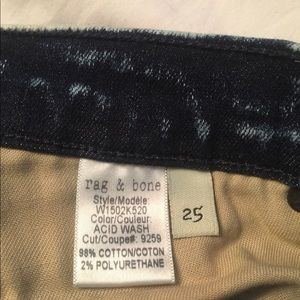 rag & bone
Style/Modele:
W1502K520
Color/Couleur:
ACID WASH
Cut/Coupe#: 9259
98% COTTON/COTON
2% POLYURETHANE
25